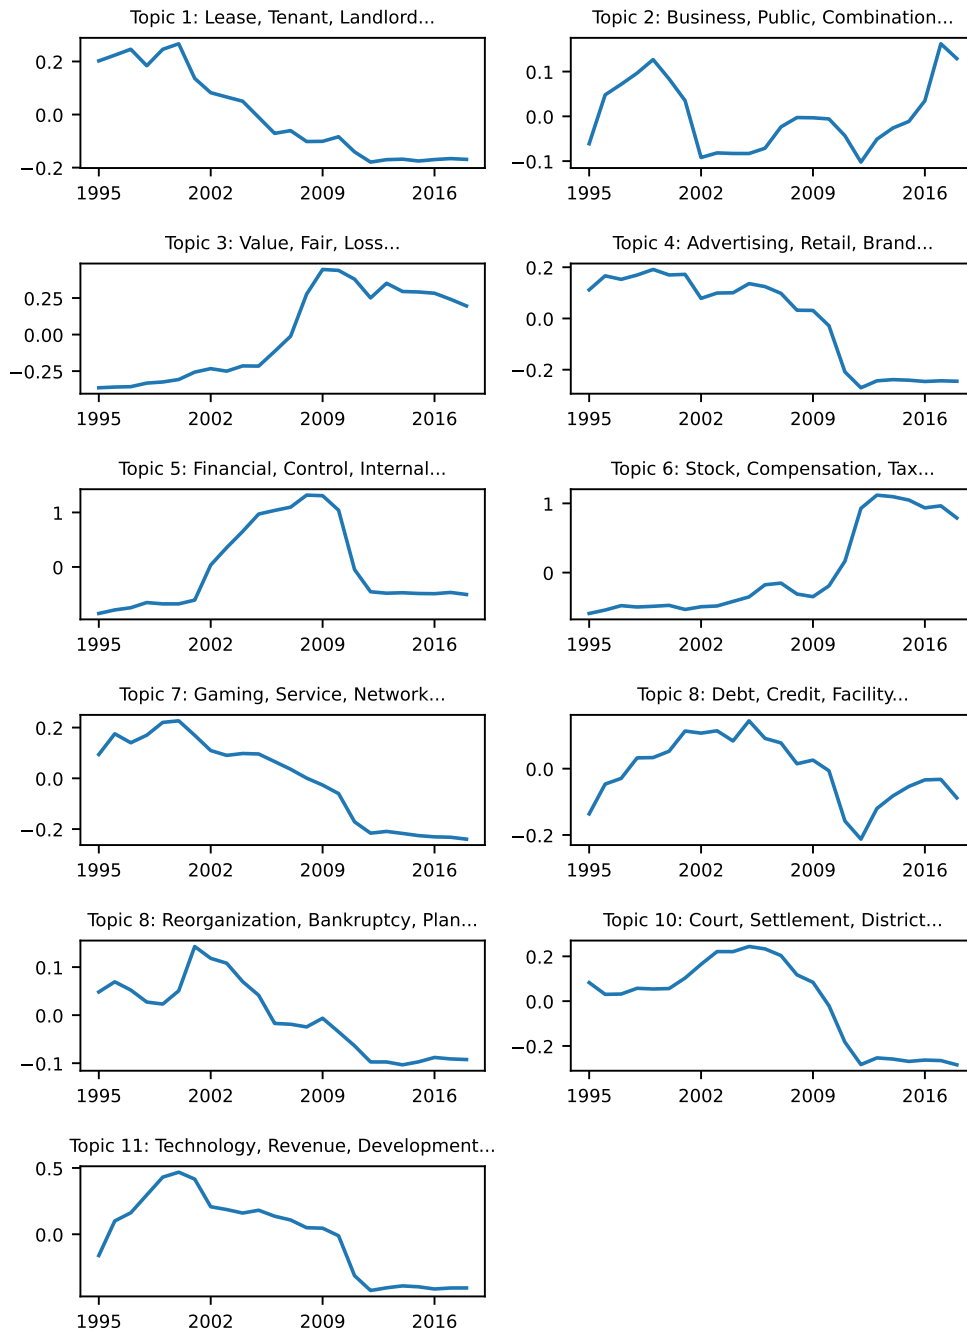 Topic 1: Lease, Tenant, Landlord...
0.2
0.0
−0.2
1995 2002 2009 2016
Topic 2: Business, Public, Combination...
0.1
0.0
−0.1
1995 2002 2009 2016
Topic 3: Value, Fair, Loss...
0.25
0.00
−0.25
1995 2002 2009 2016
Topic 4: Advertising, Retail, Brand...
0.2
0.0
−0.2
1995 2002 2009 2016
Topic 5: Financial, Control, Internal...
1
0
1995 2002 2009 2016
Topic 6: Stock, Compensation, Tax...
1
0
1995 2002 2009 2016
Topic 7: Gaming, Service, Network...
0.2
0.0
−0.2
1995 2002 2009 2016
Topic 8: Debt, Credit, Facility...
0.0
−0.2
1995 2002 2009 2016
Topic 8: Reorganization, Bankruptcy, Plan...
0.1
0.0
−0.1
1995 2002 2009 2016
Topic 10: Court, Settlement, District...
0.2
0.0
−0.2
1995 2002 2009 2016
Topic 11: Technology, Revenue, Development...
0.5
0.0
1995 2002 2009 2016